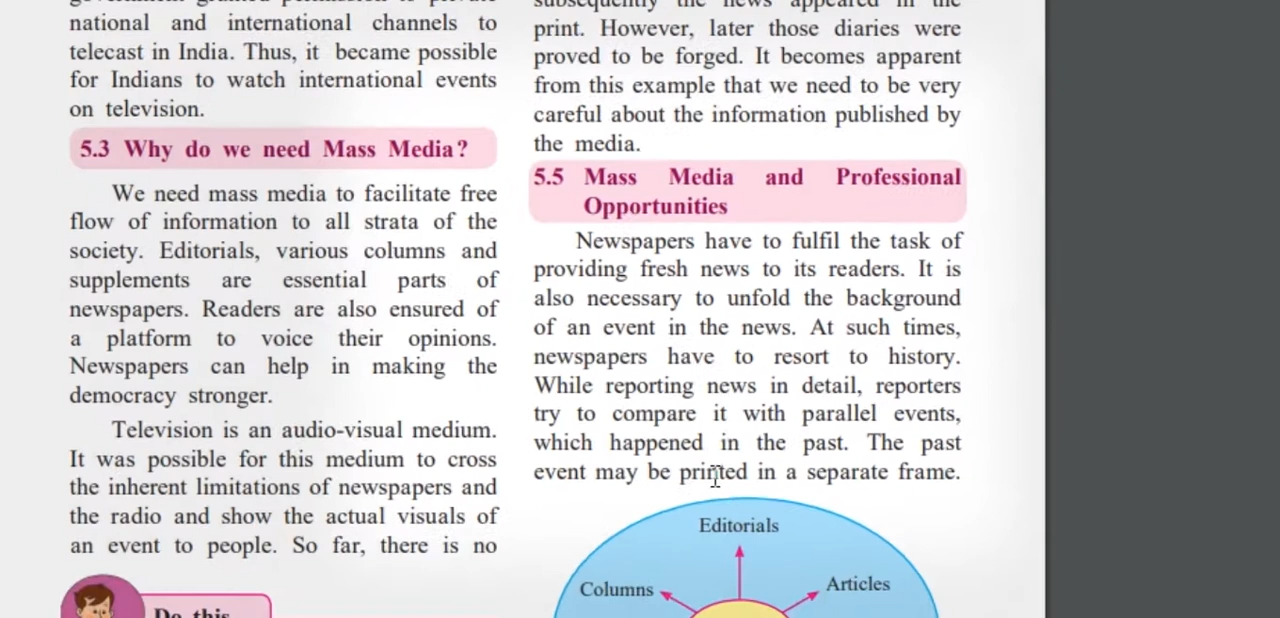 national and international channels to
telecast in India. Thus, it became possible
for Indians to watch international events
on television.
5.3 Why do we need Mass Media?
We need mass media to facilitate free
flow of information to all strata of the
society. Editorials, various columns and
supplements are essential parts of
newspapers. Readers are also ensured of
a platform to voice their opinions.
Newspapers can help in making the
democracy stronger.
Television is an audio-visual medium.
It was possible for this medium to cross
the inherent limitations of newspapers and
the radio and show the actual visuals of
an event to people. So far, there is no
Do this
subsequently the news appeared in the
print. However, later those diaries were
proved to be forged. It becomes apparent
from this example that we need to be very
careful about the information published by
the media.
5.5 Mass Media and Professional
Opportunities
Newspapers have to fulfil the task of
providing fresh news to its readers. It is
also necessary to unfold the background
of an event in the news. At such times,
newspapers have to resort to history.
While reporting news in detail, reporters
try to compare it with parallel events,
which happened in the past. The past
event may be printed in a separate frame.
Editorials
Columns
Articles